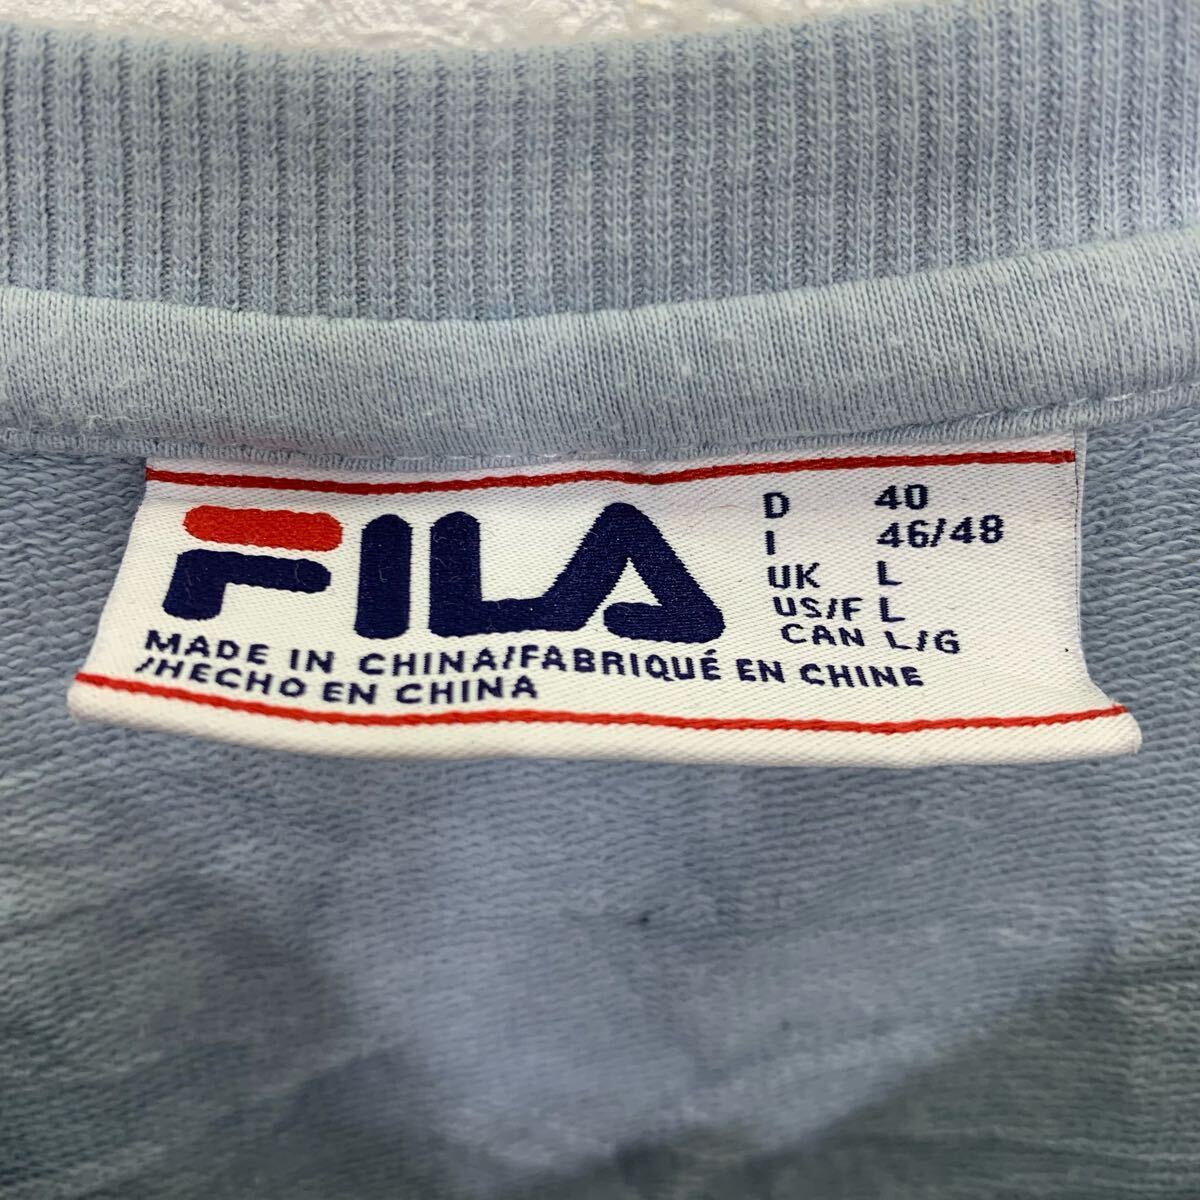 FILA
D 40
I 46/48
UK L
US/F L
CAN L/G
MADE IN CHINA/FABRIQUÉ EN CHINE
/HECHO EN CHINA